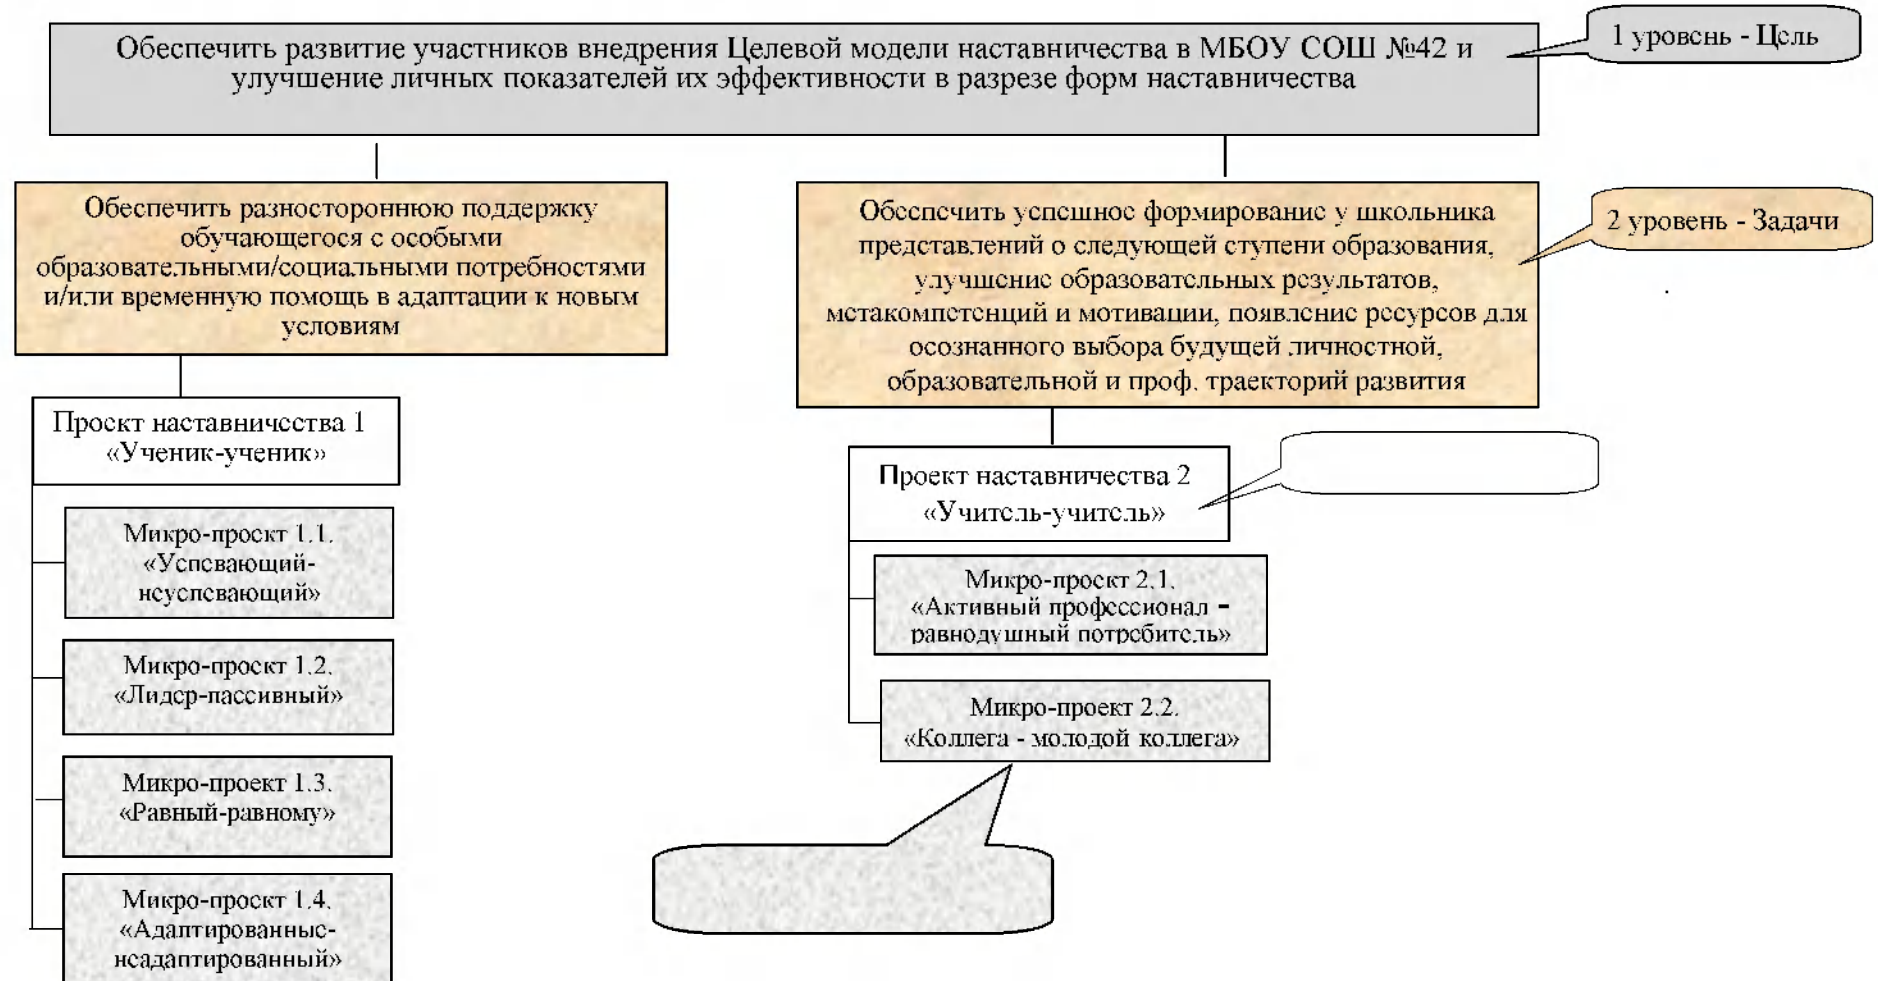 Обеспечить развитие участников внедрения Целевой модели наставничества в МБОУ СОШ №42 и
улучшение личных показателей их эффективности в разрезе форм наставничества
1 уровень - Цель
Обеспечить разностороннюю поддержку
обучающегося с особыми
образовательными/социальными потребностями
и/или временную помощь в адаптации к новым
условиям
Обеспечить успешное формирование у школьника
представлений о следующей ступени образования,
улучшение образовательных результатов,
метакомпетенций и мотивации, появление ресурсов для
осознанного выбора будущей личностной,
образовательной и проф. траекторий развития
2 уровень - Задачи
Проект наставничества 1
«Ученик-ученик»
Микро-проект 1.1.
«Успевающий-
неуспевающий»
Микро-проект 1.2.
«Лидер-пассивный»
Микро-проект 1.3.
«Равный-равному»
Микро-проект 1.4.
«Адаптированные-
неадаптированный»
Проект наставничества 2
«Учитель-учитель»
Микро-проект 2.1.
«Активный профессионал –
равнодушный потребитель»
Микро-проект 2.2.
«Коллега - молодой коллега»